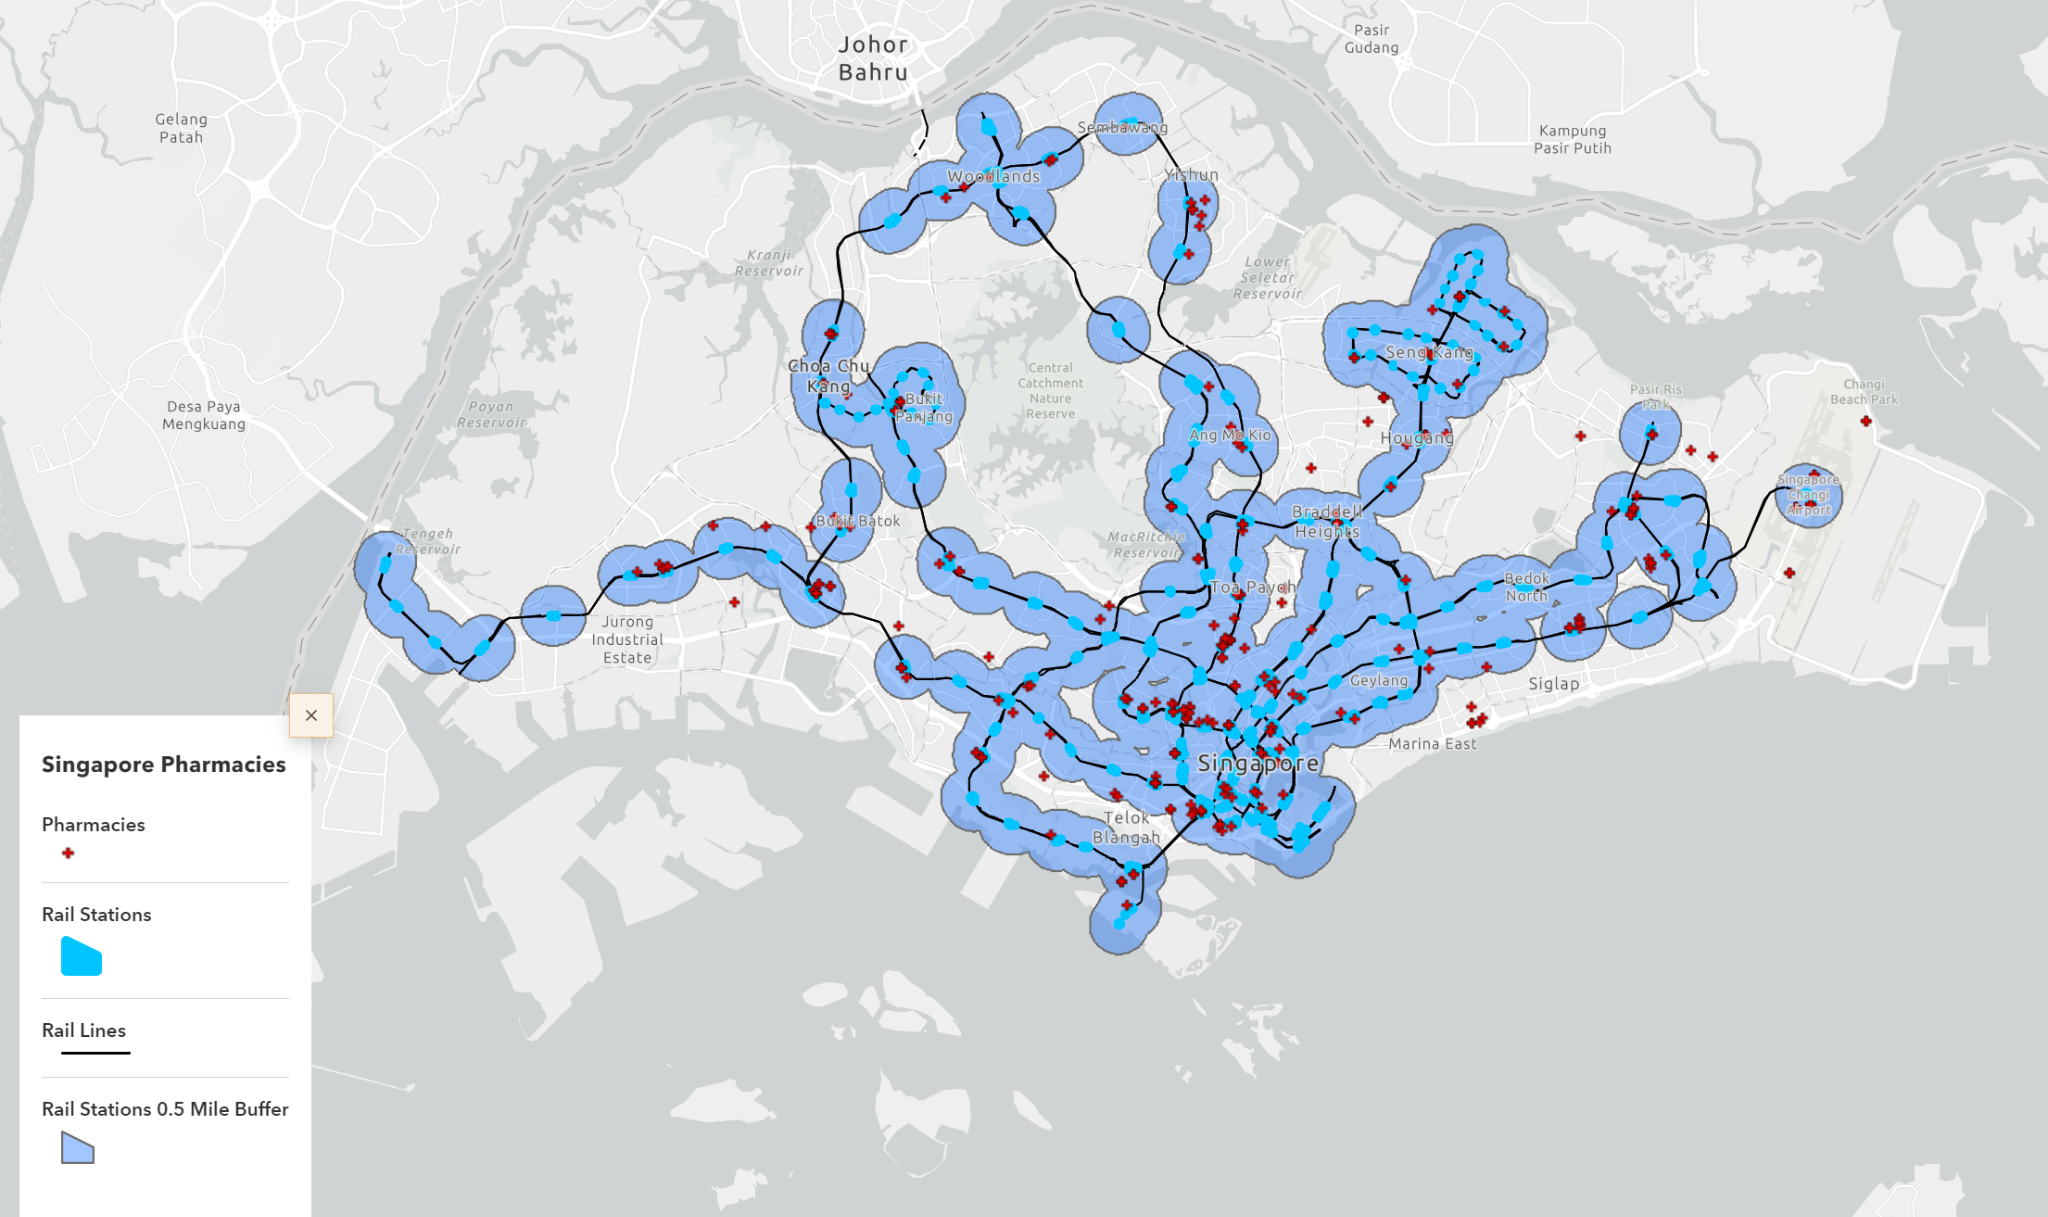 Johor
Bahru
Pasir
Gudang
Gelang
Patah
Kampung
Pasir Putih
Sembawang
Woodlands
Yishun
Kranji
Reservoir
Lower
Seletar
Reservoir
Choa Chu
Kang
Bukit
Panjang
Central
Catchment
Nature
Reserve
Seng Kang
Desa Paya
Mengkuang
Poyan
Reservoir
Pasir Ris
Park
Changi
Beach Park
Ang Mo Kio
Hougang
Singapore
Changi
Airport
Bukit Batok
Braddell
Heights
Tengeh
Reservoir
MacRitchie
Reservoir
Toa Payoh
Bedok
North
Jurong
Industrial
Estate
Geylang
Siglap
Marina East
Singapore
Telok
Blangah
×
Singapore Pharmacies
Pharmacies
Rail Stations
Rail Lines
Rail Stations 0.5 Mile Buffer